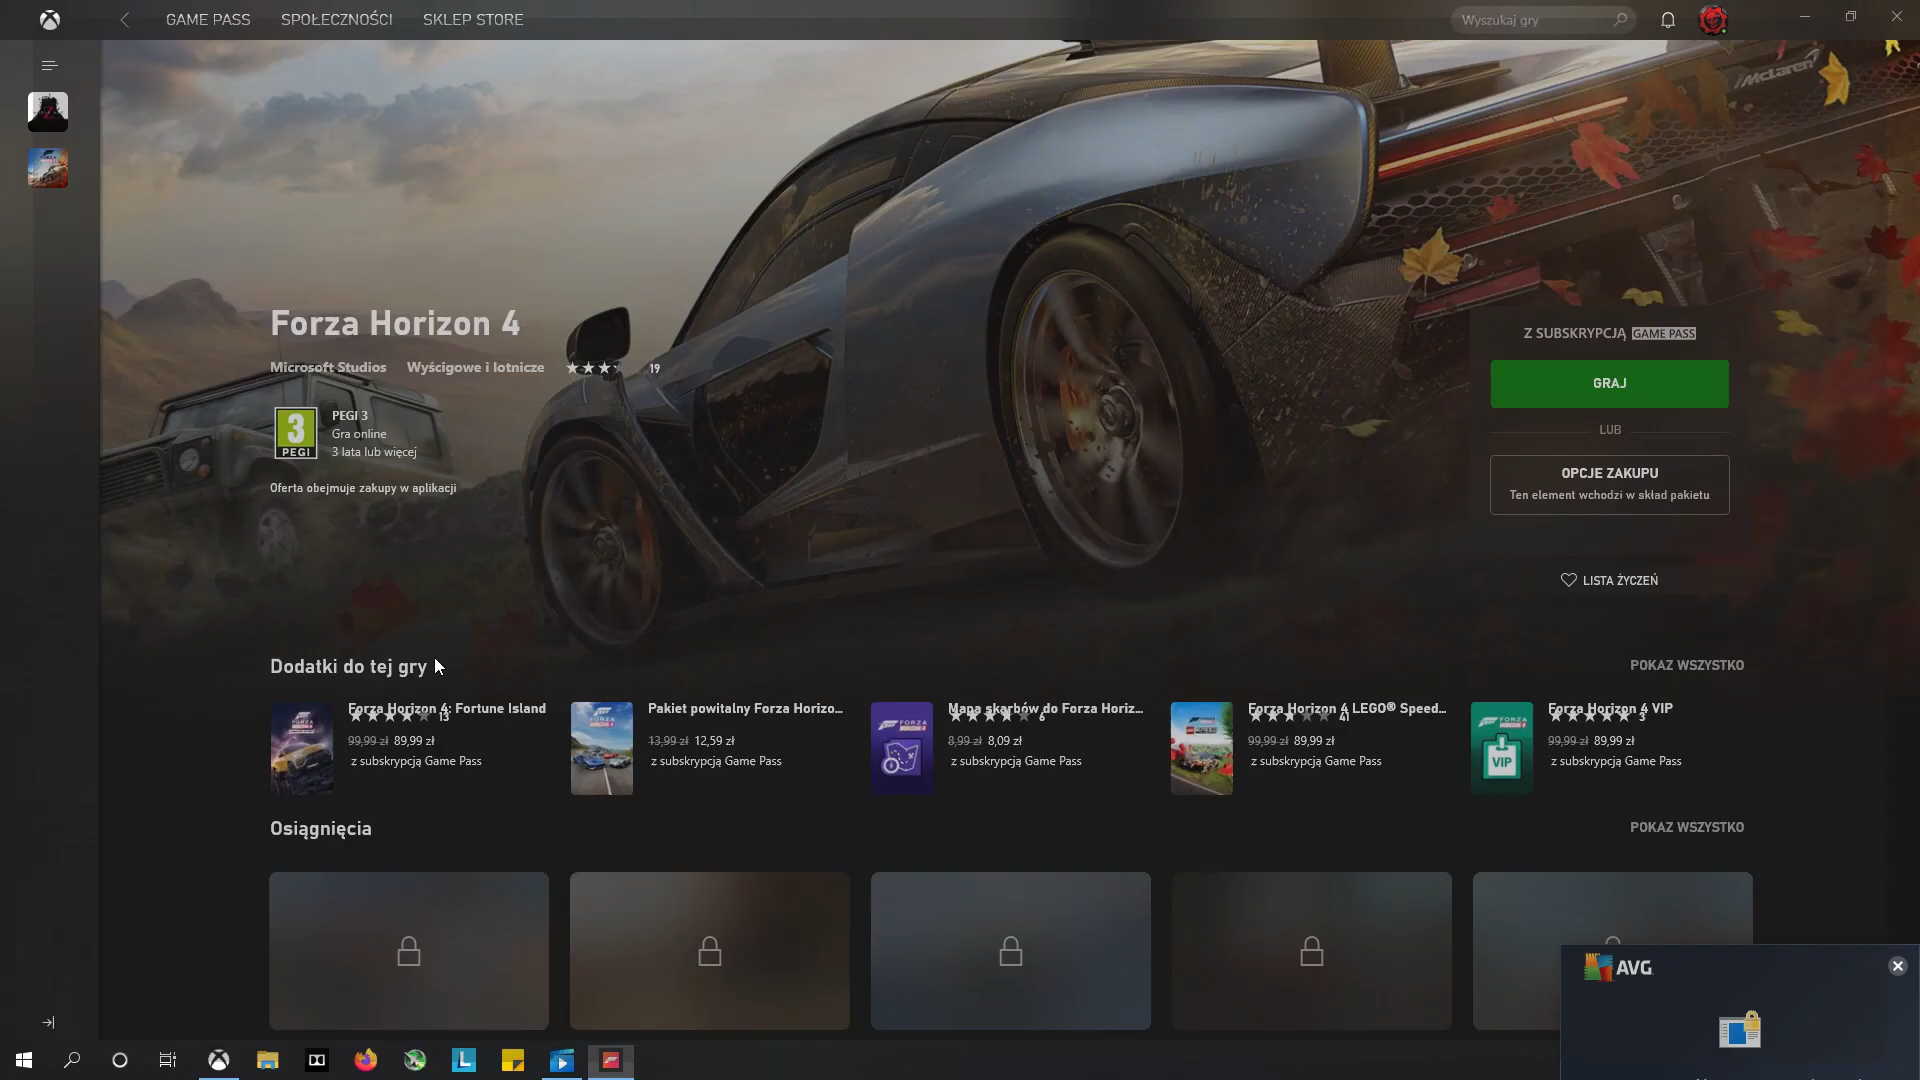 GAME PASS
SPOŁECZNOŚCI
SKLEP STORE
Wyszukaj gry
McLaren
Forza Horizon 4
Microsoft Studios
Wyścigowe i lotnicze
19
3
PEGI
PEGI 3
Gra online
3 lata lub więcej
Oferta obejmuje zakupy w aplikacji
Z SUBSKRYPCJĄ GAME PASS
GRAJ
LUB
OPCJE ZAKUPU
Ten element wchodzi w skład pakietu
LISTA ŻYCZEŃ
Dodatki do tej gry
POKAŻ WSZYSTKO
Forza Horizon 4: Fortune Island
13
99,99 zł 89,99 zł
z subskrypcją Game Pass
Pakiet powitalny Forza Horizo...
13,99 zł 12,59 zł
z subskrypcją Game Pass
FORZA
Mapa skarbów do Forza Horiz...
6
8,99 zł 8,09 zł
z subskrypcją Game Pass
Forza Horizon 4 LEGO® Speed...
41
99,99 zł 89,99 zł
z subskrypcją Game Pass
VIP
Forza Horizon 4 VIP
3
99,99 zł 89,99 zł
z subskrypcją Game Pass
Osiągnięcia
POKAŻ WSZYSTKO
AVG